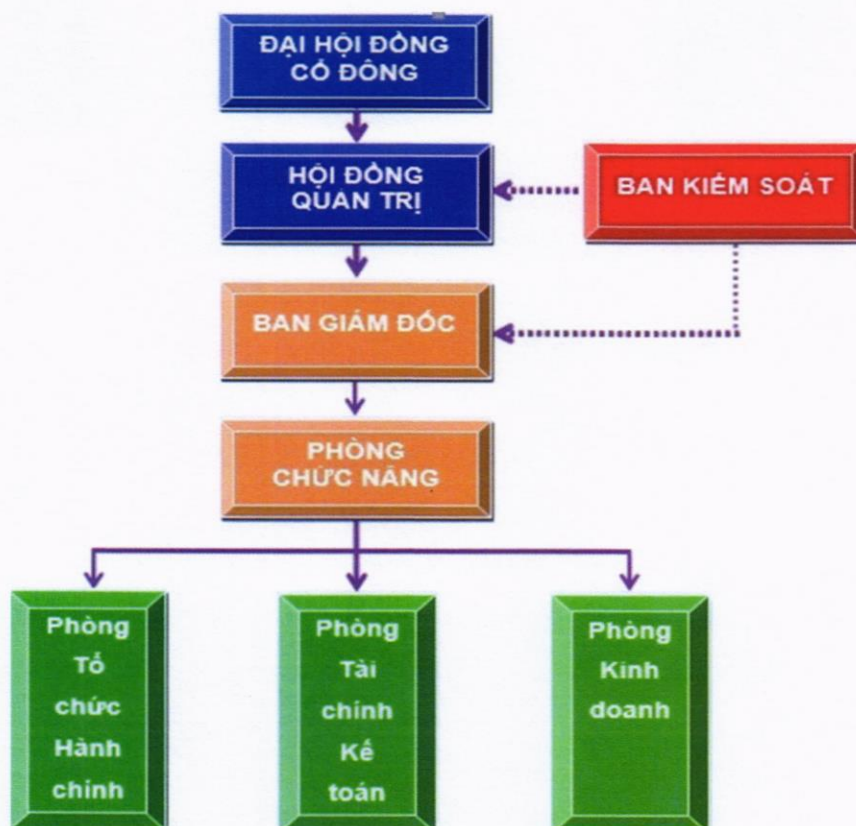 ĐẠI HỘI ĐỒNG
CỔ ĐÔNG
HỘI ĐỒNG
QUẢN TRỊ
BAN KIỂM SOÁT
BAN GIÁM ĐỐC
PHÒNG
CHỨC NĂNG
Phòng
Tổ
chức
Hành
chính
Phòng
Tài
chính
Kế
toán
Phòng
Kinh
doanh